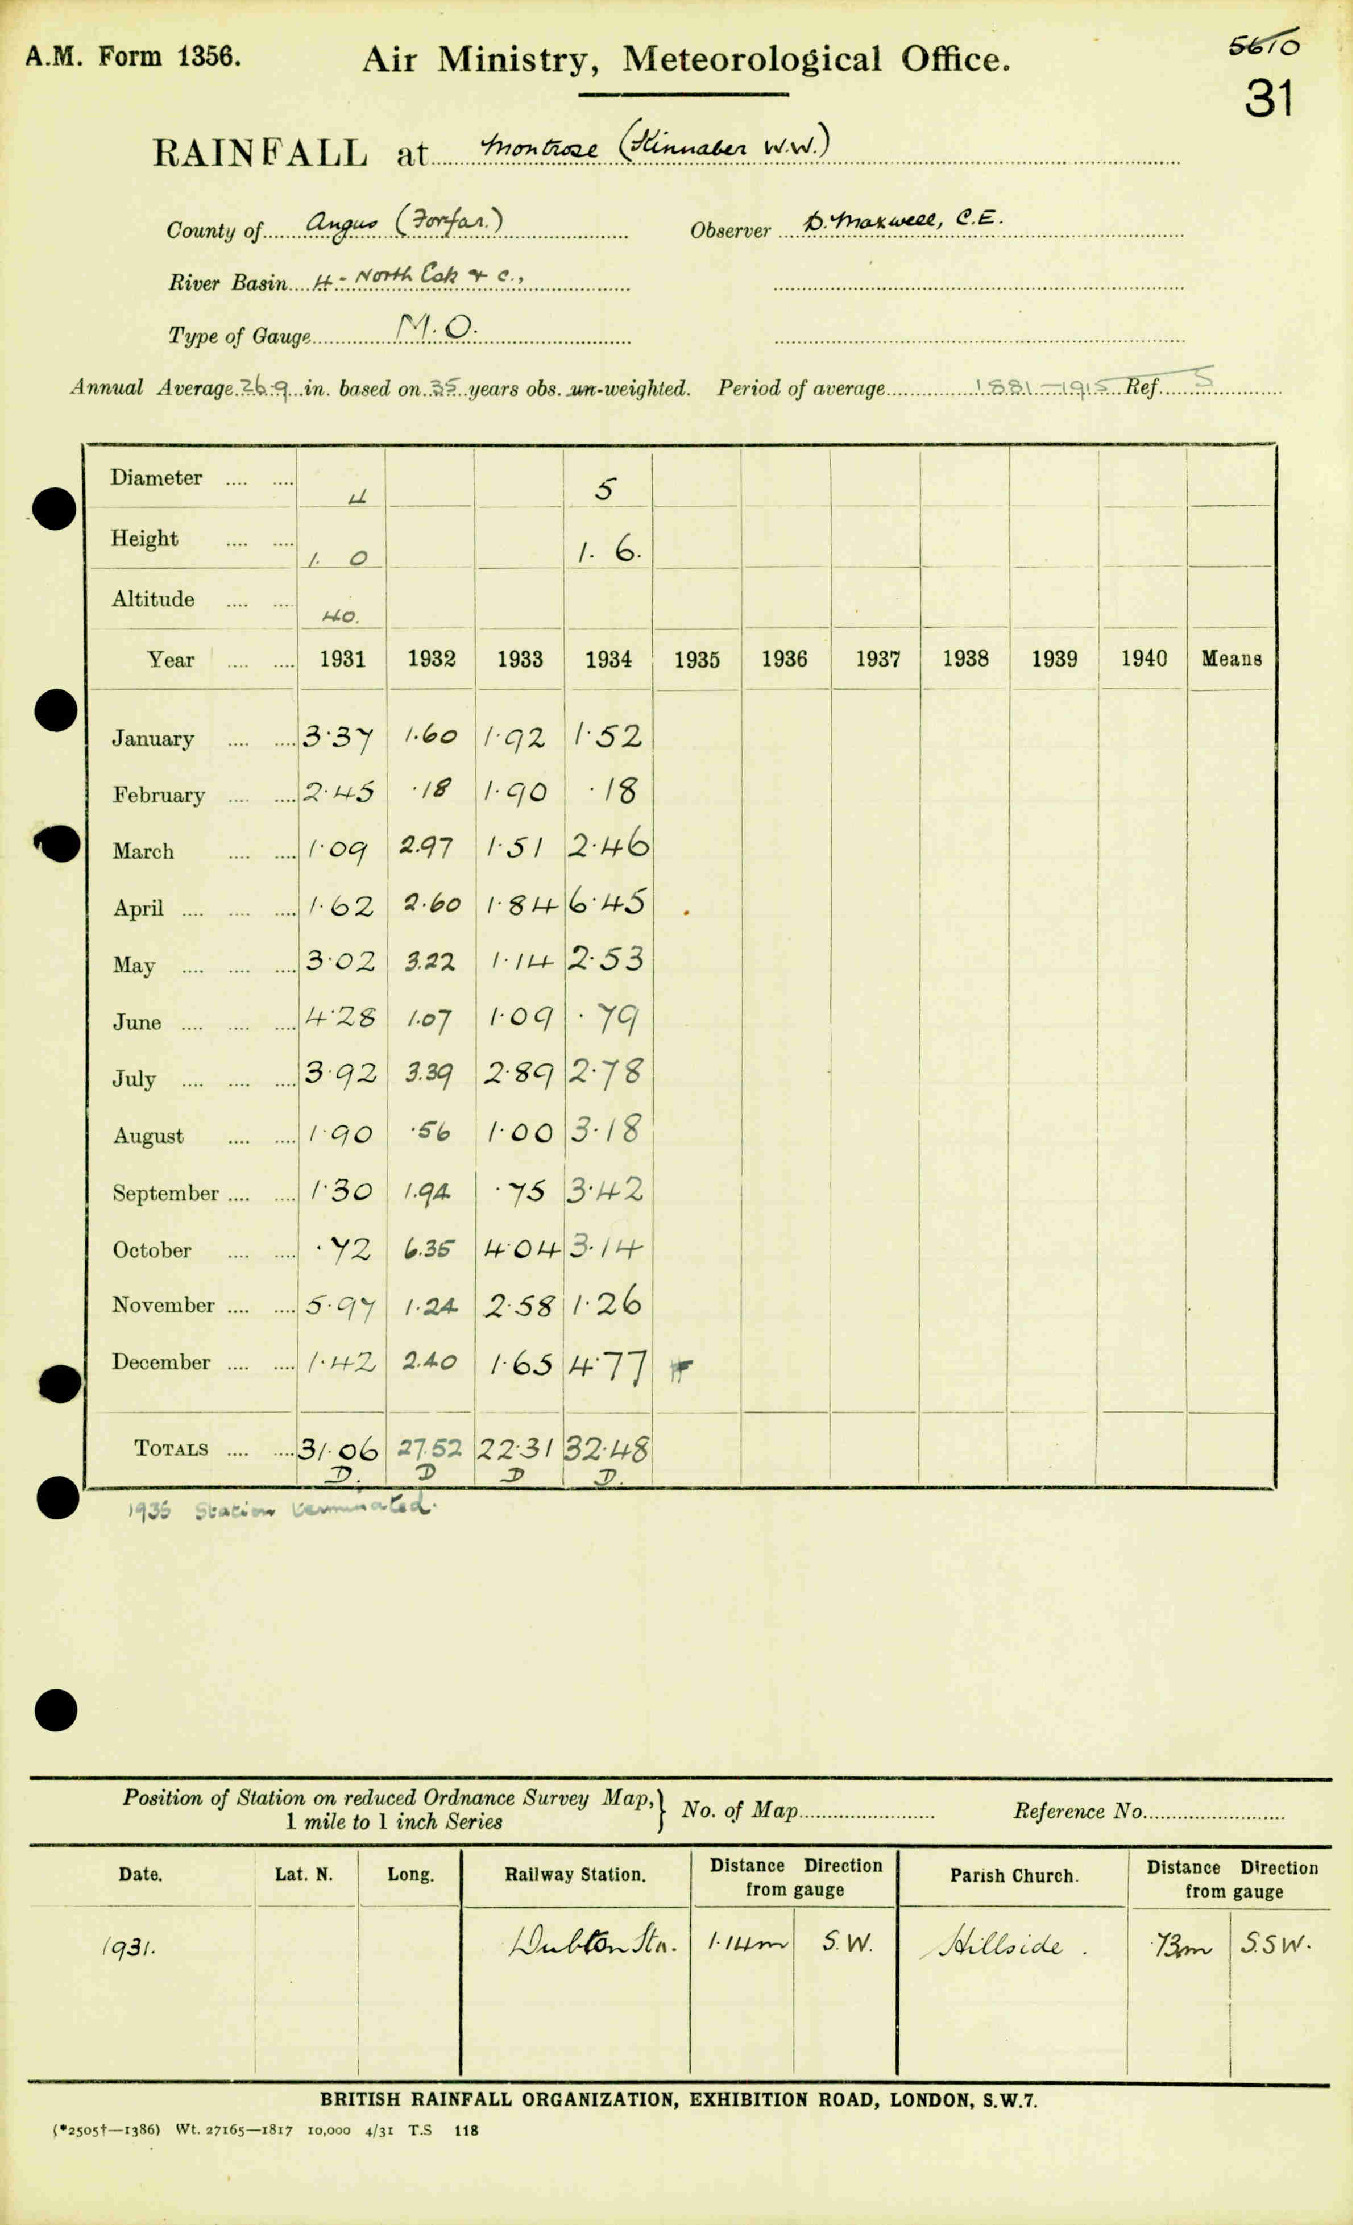 A.M. Form 1356. Air Ministry, Meteorological Office. 5610
31
RAINFALL at Montrose (Kinnaber W.W.)
County of Angus (Forfar.) Observer D. Maxwell, C.E.
River Basin 4 - North Esk & c.,
Type of Gauge M.O.
Annual Average 26.9 in. based on 35 years obs. un-weighted. Period of average 1881-1915 Ref. 5
Diameter .... .... 4 5
Height .... .... 1. 0 1. 6.
Altitude .... .... 40.
Year .... .... 1931 1932 1933 1934 1935 1936 1937 1938 1939 1940 Means
January .... .... 3.37 1.60 1.92 1.52
February .... .... 2.45 .18 1.90 .18
March .... .... 1.09 2.97 1.51 2.46
April .... .... .... 1.62 2.60 1.84 6.45
May .... .... .... 3.02 3.22 1.14 2.53
June .... .... .... 4.28 1.07 1.09 .79
July .... .... .... 3.92 3.39 2.89 2.78
August .... .... 1.90 .56 1.00 3.18
September .... .... 1.30 1.94 .75 3.42
October .... .... .72 6.35 4.04 3.14
November .... .... 5.97 1.24 2.58 1.26
December .... .... 1.42 2.40 1.65 4.77
TOTALS .... .... 31.06 27.52 22.31 32.48
D. D D D.
1935 Station terminated.
Position of Station on reduced Ordnance Survey Map, } No. of Map Reference No.
1 mile to 1 inch Series
Date. Lat. N. Long. Railway Station. Distance Direction from gauge Parish Church. Distance Direction from gauge
1931. Dubton Stn. 1.14m S.W. Hillside . .73m S.S.W.
BRITISH RAINFALL ORGANIZATION, EXHIBITION ROAD, LONDON, S.W.7.
(*2505†—1386) Wt. 27165—1817 10,000 4/31 T.S 118